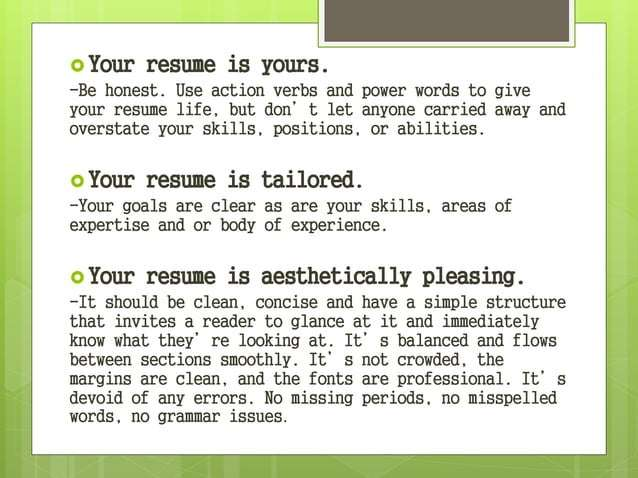 Your resume is yours.
-Be honest. Use action verbs and power words to give
your resume life, but don’t let anyone carried away and
overstate your skills, positions, or abilities.
Your resume is tailored.
-Your goals are clear as are your skills, areas of
expertise and or body of experience.
Your resume is aesthetically pleasing.
-It should be clean, concise and have a simple structure
that invites a reader to glance at it and immediately
know what they’re looking at. It’s balanced and flows
between sections smoothly. It’s not crowded, the
margins are clean, and the fonts are professional. It’s
devoid of any errors. No missing periods, no misspelled
words, no grammar issues.